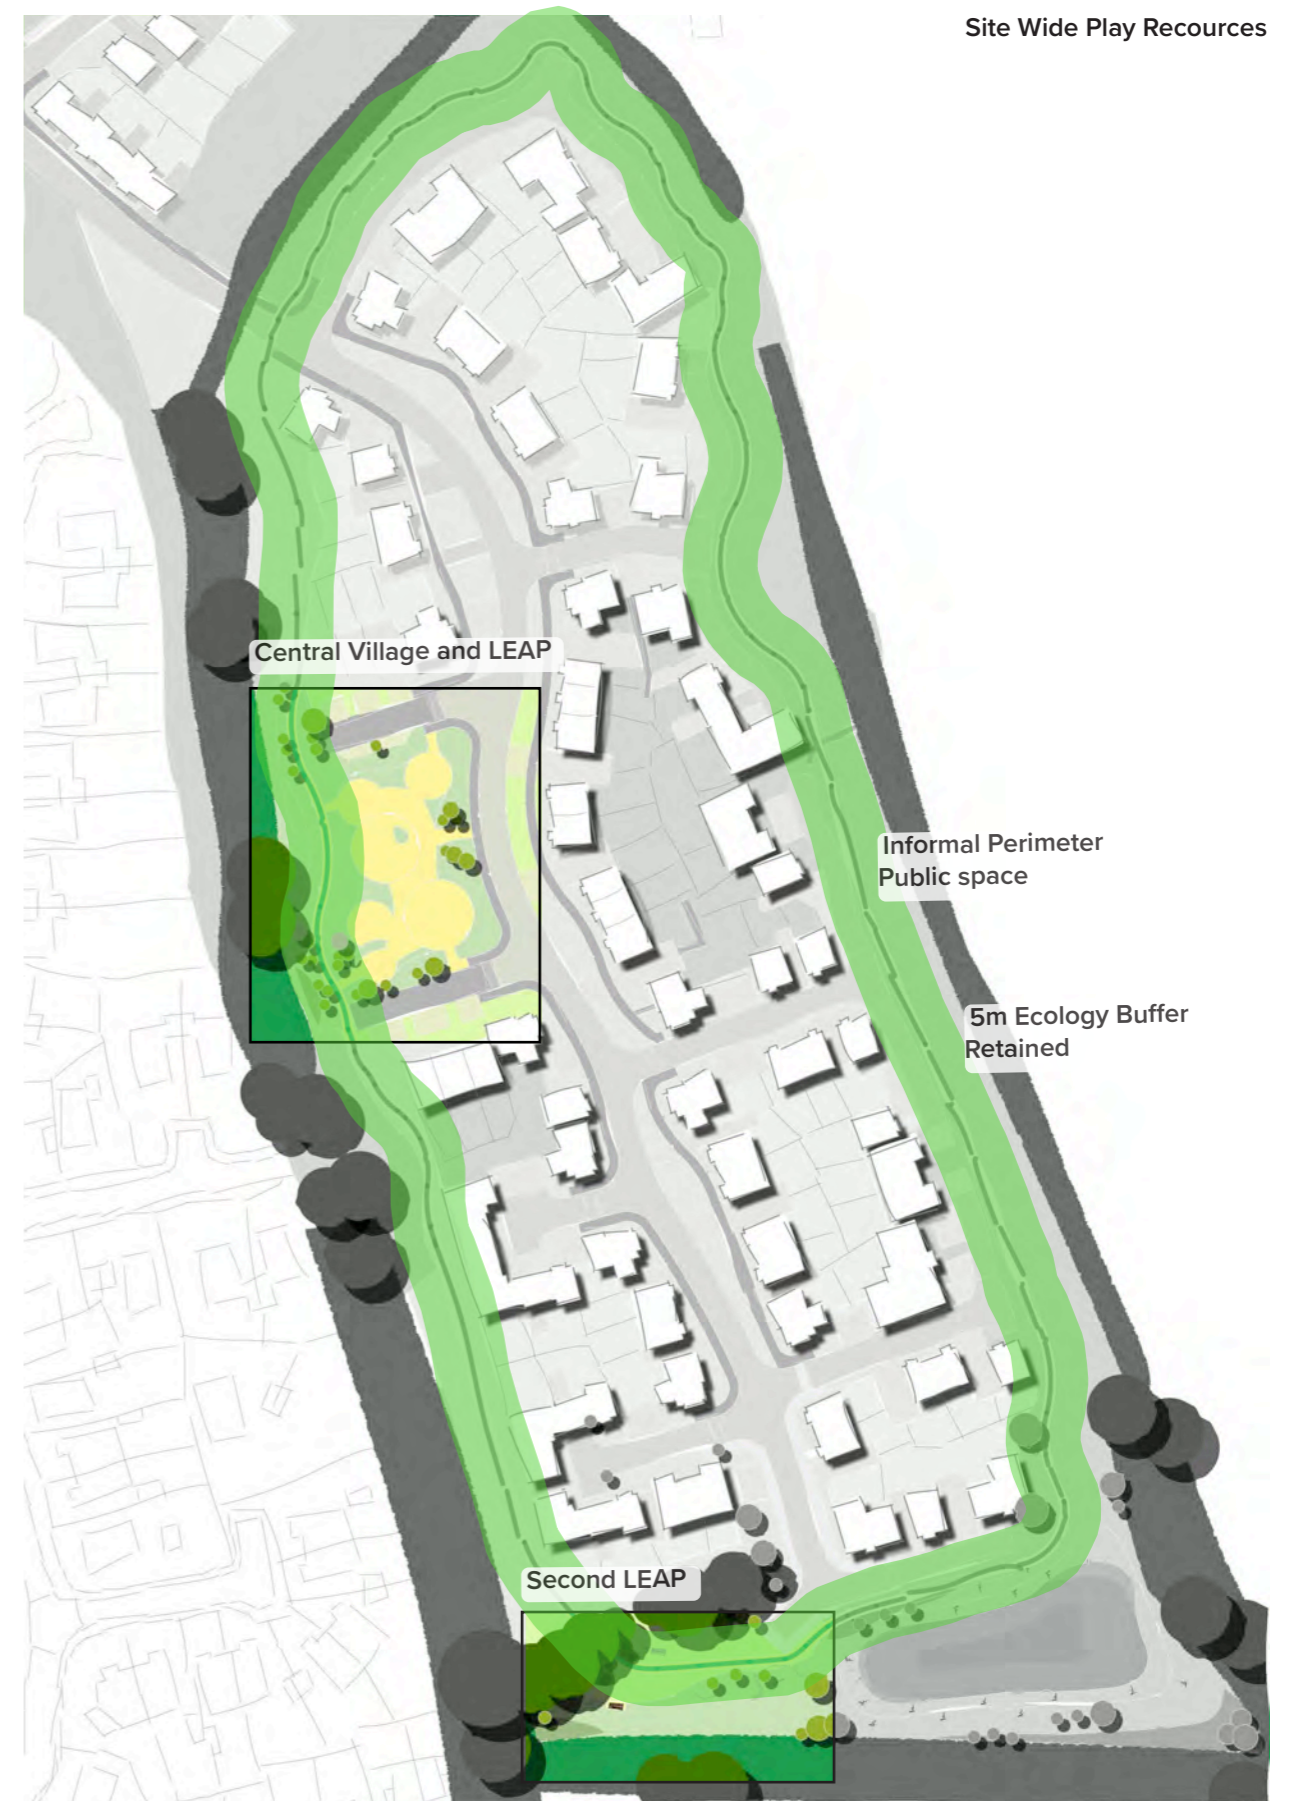 Site Wide Play Recources
Central Village and LEAP
Informal Perimeter
Public space
5m Ecology Buffer
Retained
Second LEAP